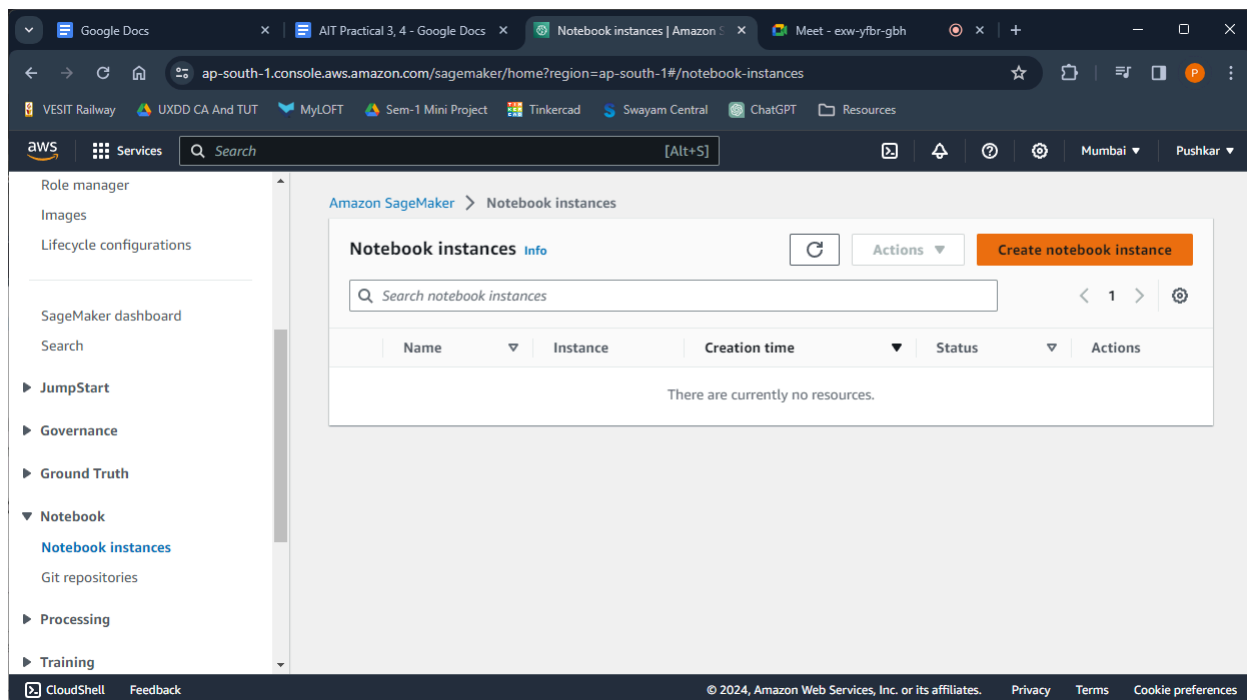 Google Docs
AIT Practical 3, 4 - Google Docs
Notebook instances | Amazon S
Meet - exw-yfbr-gbh
ap-south-1.console.aws.amazon.com/sagemaker/home?region=ap-south-1#/notebook-instances
P
VESIT Railway UXDD CA And TUT MyLOFT Sem-1 Mini Project Tinkercad Swayam Central ChatGPT Resources
aws Services Search [Alt+S] Mumbai Pushkar
Role manager
Images
Lifecycle configurations
SageMaker dashboard
Search
JumpStart
Governance
Ground Truth
Notebook
Notebook instances
Git repositories
Processing
Training
Amazon SageMaker > Notebook instances
Notebook instances Info
Actions
Create notebook instance
Search notebook instances
1
Name Instance Creation time Status Actions
There are currently no resources.
CloudShell Feedback © 2024, Amazon Web Services, Inc. or its affiliates. Privacy Terms Cookie preferences